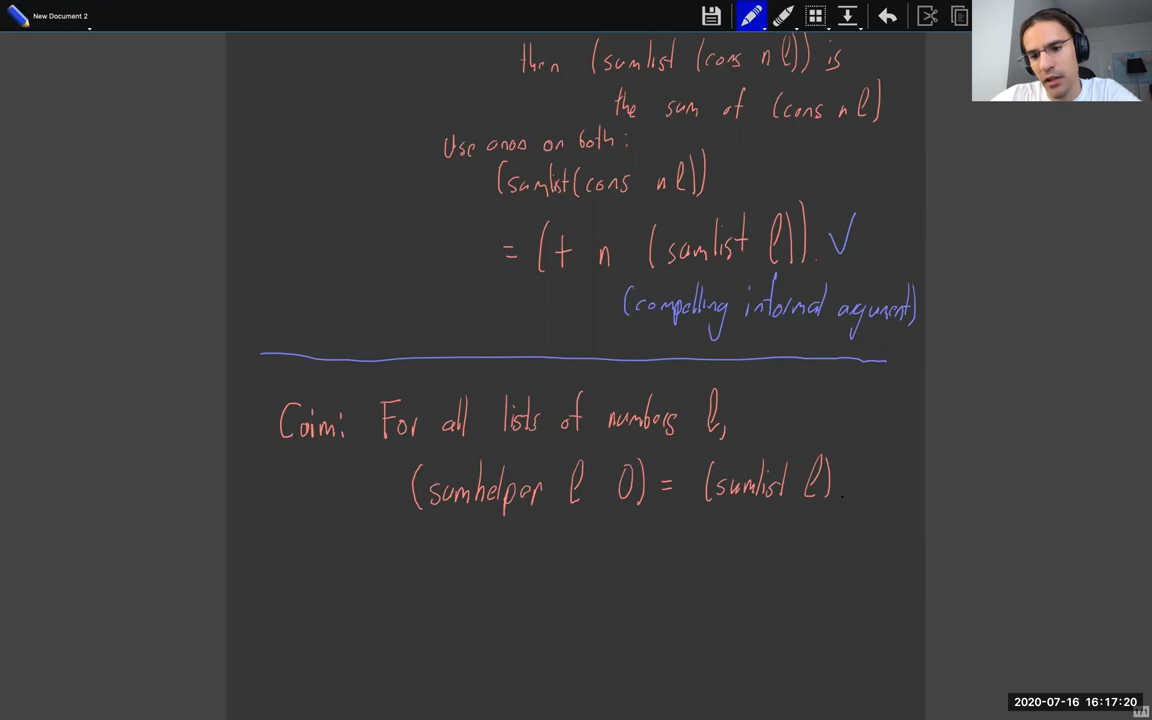 New Document 2
then (sumlist (cons n l)) is
the sum of (cons n l)
Use on both:
(sumlist (cons n l))
= (+ n (sumlist l)). ✓
(compelling informal argument)
Caim: For all lists of numbers l,
(sumhelper l 0) = (sumlist l).
2020-07-16 16:17:20